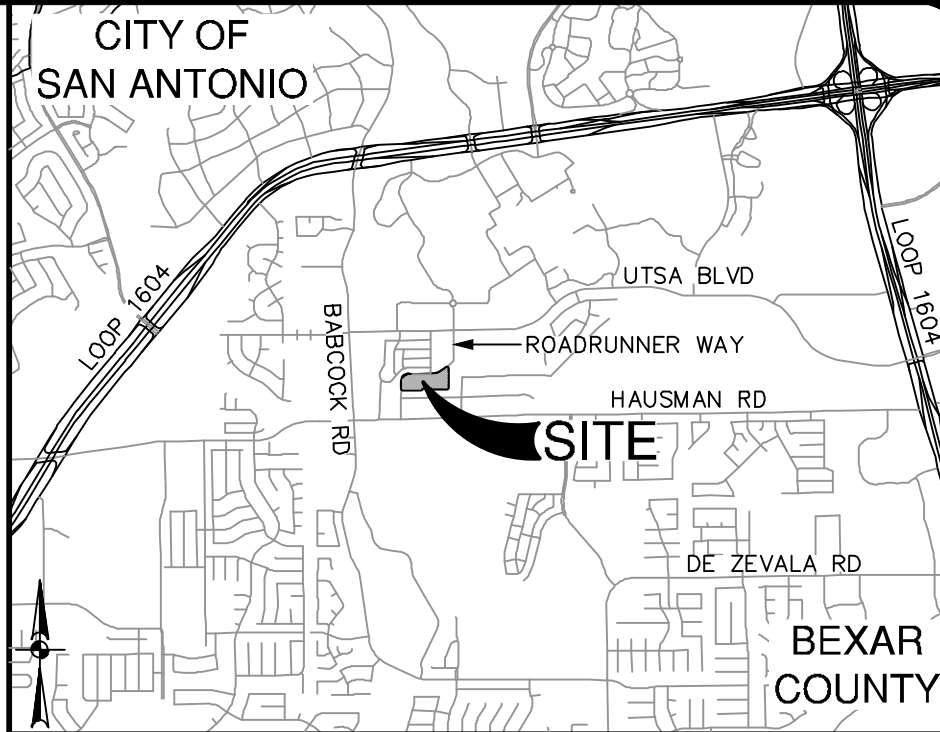 CITY OF
SAN ANTONIO
LOOP 1604
UTSA BLVD
LOOP 1604
BABCOCK RD
ROADRUNNER WAY
HAUSMAN RD
SITE
DE ZEVALA RD
BEXAR
COUNTY